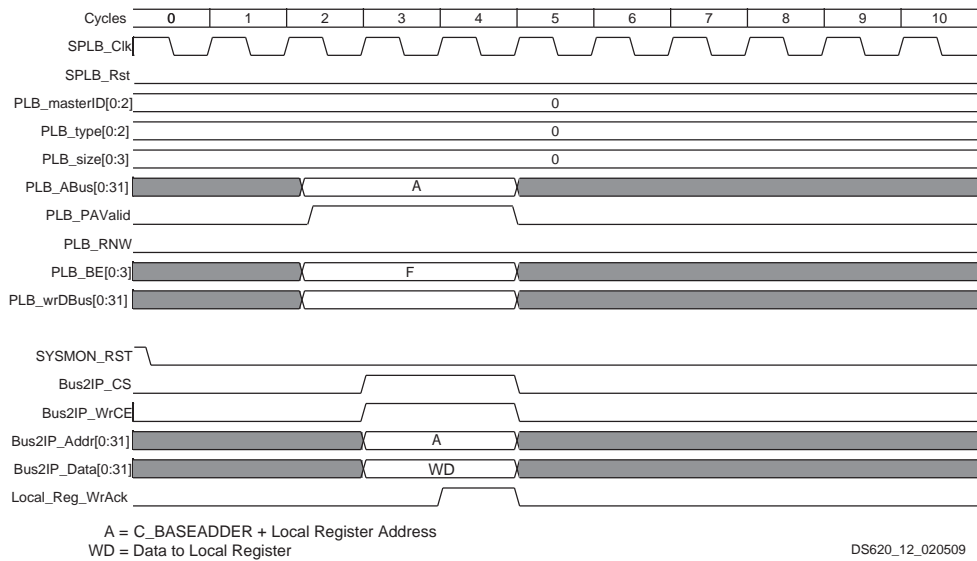 Cycles 0 1 2 3 4 5 6 7 8 9 10
SPLB_Clk
SPLB_Rst
PLB_masterID[0:2] 0
PLB_type[0:2] 0
PLB_size[0:3] 0
PLB_ABus[0:31] A
PLB_PAValid
PLB_RNW
PLB_BE[0:3] F
PLB_wrDBus[0:31]
SYSMON_RST
Bus2IP_CS
Bus2IP_WrCE
Bus2IP_Addr[0:31] A
Bus2IP_Data[0:31] WD
Local_Reg_WrAck
A = C_BASEADDER + Local Register Address
WD = Data to Local Register
DS620_12_020509